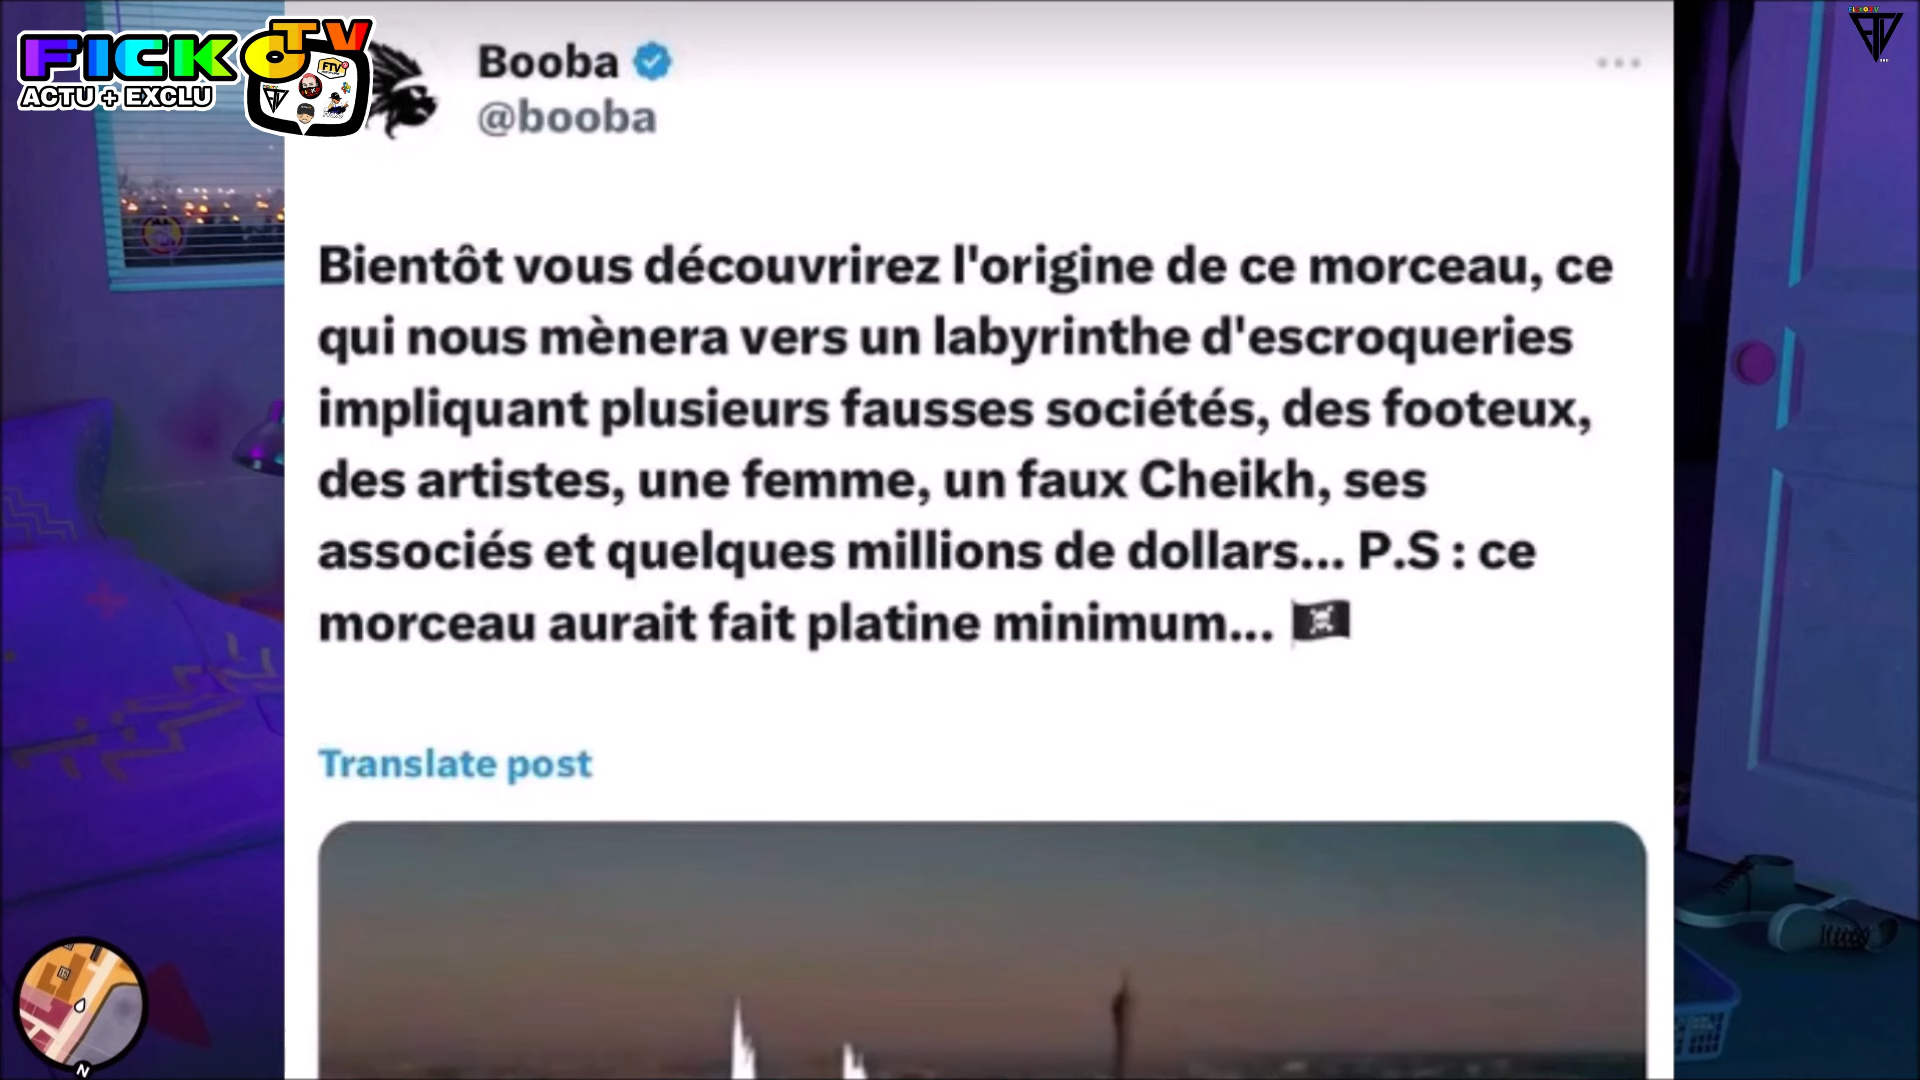 FICKO TV
ACTU + EXCLU
FTV
Booba
@booba
Bientôt vous découvrirez l'origine de ce morceau, ce
qui nous mènera vers un labyrinthe d'escroqueries
impliquant plusieurs fausses sociétés, des footeux,
des artistes, une femme, un faux Cheikh, ses
associés et quelques millions de dollars... P.S : ce
morceau aurait fait platine minimum... 🏴‍☠️
Translate post
N